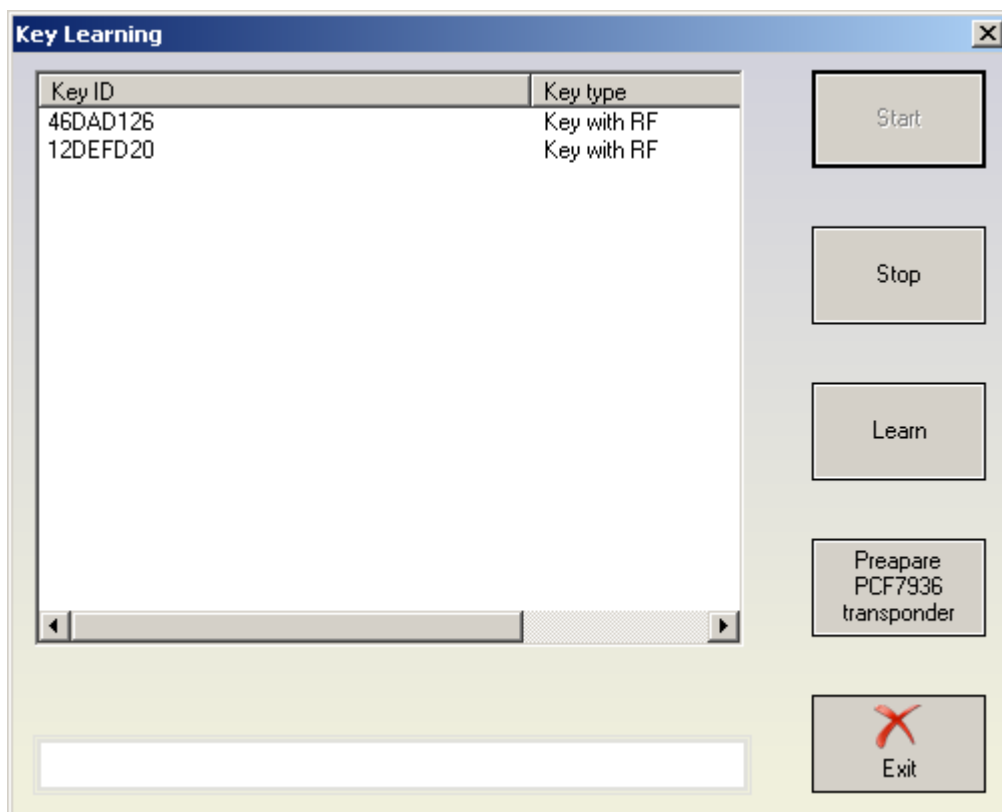 Key Learning
Key ID Key type
46DAD126 Key with RF
12DEFD20 Key with RF
Start
Stop
Learn
Preapare
PCF7936
transponder
Exit